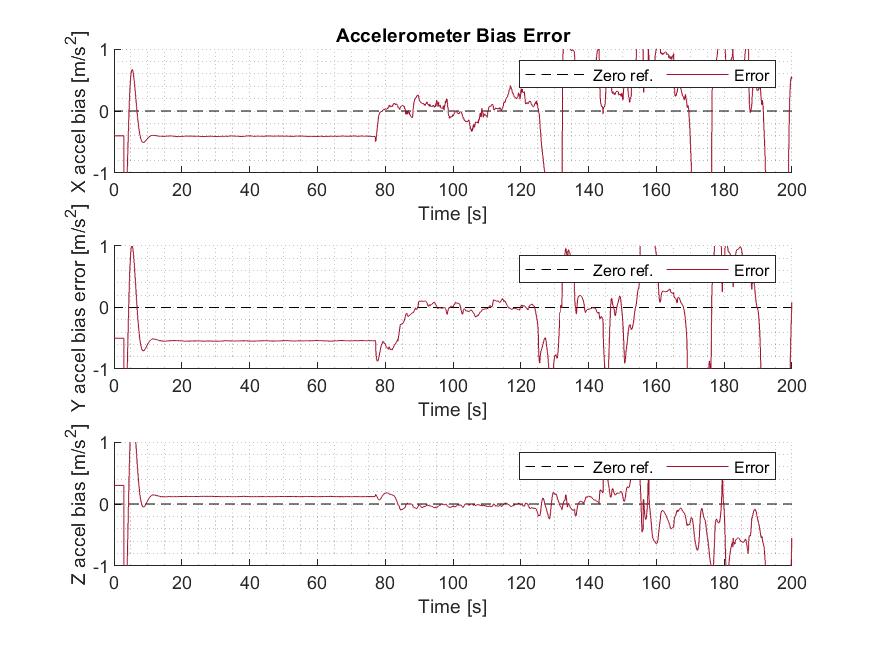 Accelerometer Bias Error
X accel bias [m/s²]
1
0
-1
Zero ref. Error
0 20 40 60 80 100 120 140 160 180 200
Time [s]
Y accel bias error [m/s²]
1
0
-1
Zero ref. Error
0 20 40 60 80 100 120 140 160 180 200
Time [s]
Z accel bias [m/s²]
1
0
-1
Zero ref. Error
0 20 40 60 80 100 120 140 160 180 200
Time [s]